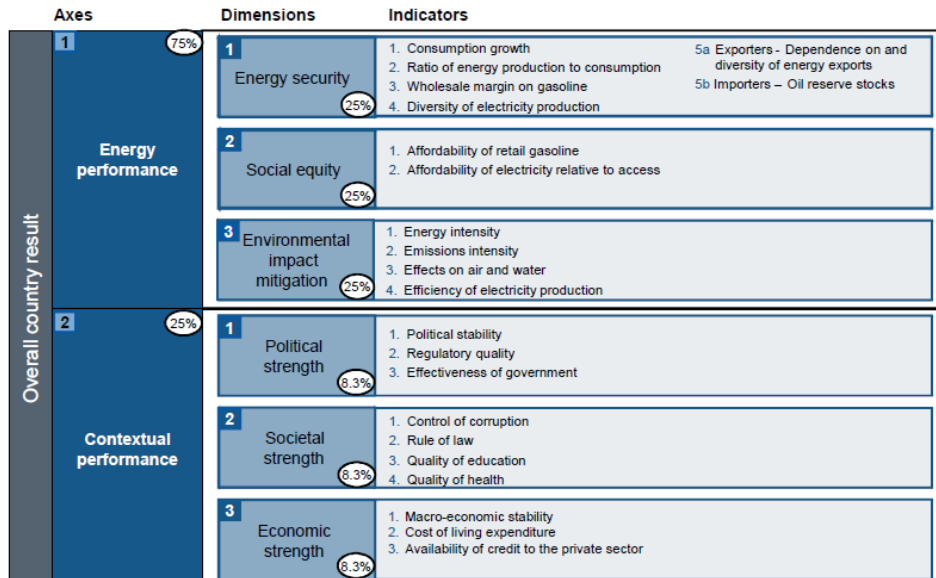 Axes Dimensions Indicators
Overall country result
1 75%
Energy
performance
1
Energy security
25%
1. Consumption growth
2. Ratio of energy production to consumption
3. Wholesale margin on gasoline
4. Diversity of electricity production
5a Exporters - Dependence on and
diversity of energy exports
5b Importers – Oil reserve stocks
2
Social equity
25%
1. Affordability of retail gasoline
2. Affordability of electricity relative to access
3
Environmental
impact
mitigation
25%
1. Energy intensity
2. Emissions intensity
3. Effects on air and water
4. Efficiency of electricity production
2 25%
Contextual
performance
1
Political
strength
8.3%
1. Political stability
2. Regulatory quality
3. Effectiveness of government
2
Societal
strength
8.3%
1. Control of corruption
2. Rule of law
3. Quality of education
4. Quality of health
3
Economic
strength
8.3%
1. Macro-economic stability
2. Cost of living expenditure
3. Availability of credit to the private sector